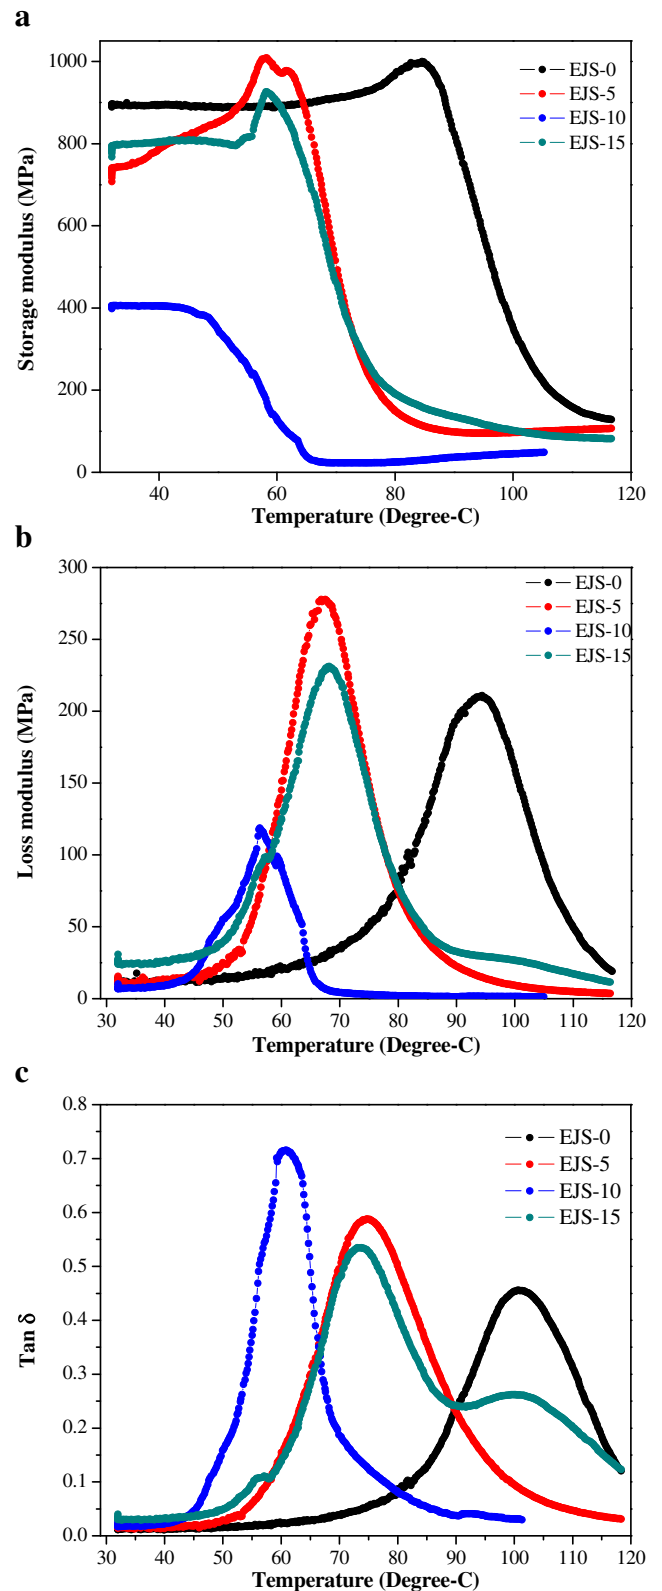 a
1000
800
600
400
200
0
Storage modulus (MPa)
EJS-0
EJS-5
EJS-10
EJS-15
40
60
80
100
120
Temperature (Degree-C)
b
300
250
200
150
100
50
0
Loss modulus (MPa)
EJS-0
EJS-5
EJS-10
EJS-15
30
40
50
60
70
80
90
100
110
120
Temperature (Degree-C)
c
0.8
0.7
0.6
0.5
0.4
0.3
0.2
0.1
0.0
Tan δ
EJS-0
EJS-5
EJS-10
EJS-15
30
40
50
60
70
80
90
100
110
120
Temperature (Degree-C)